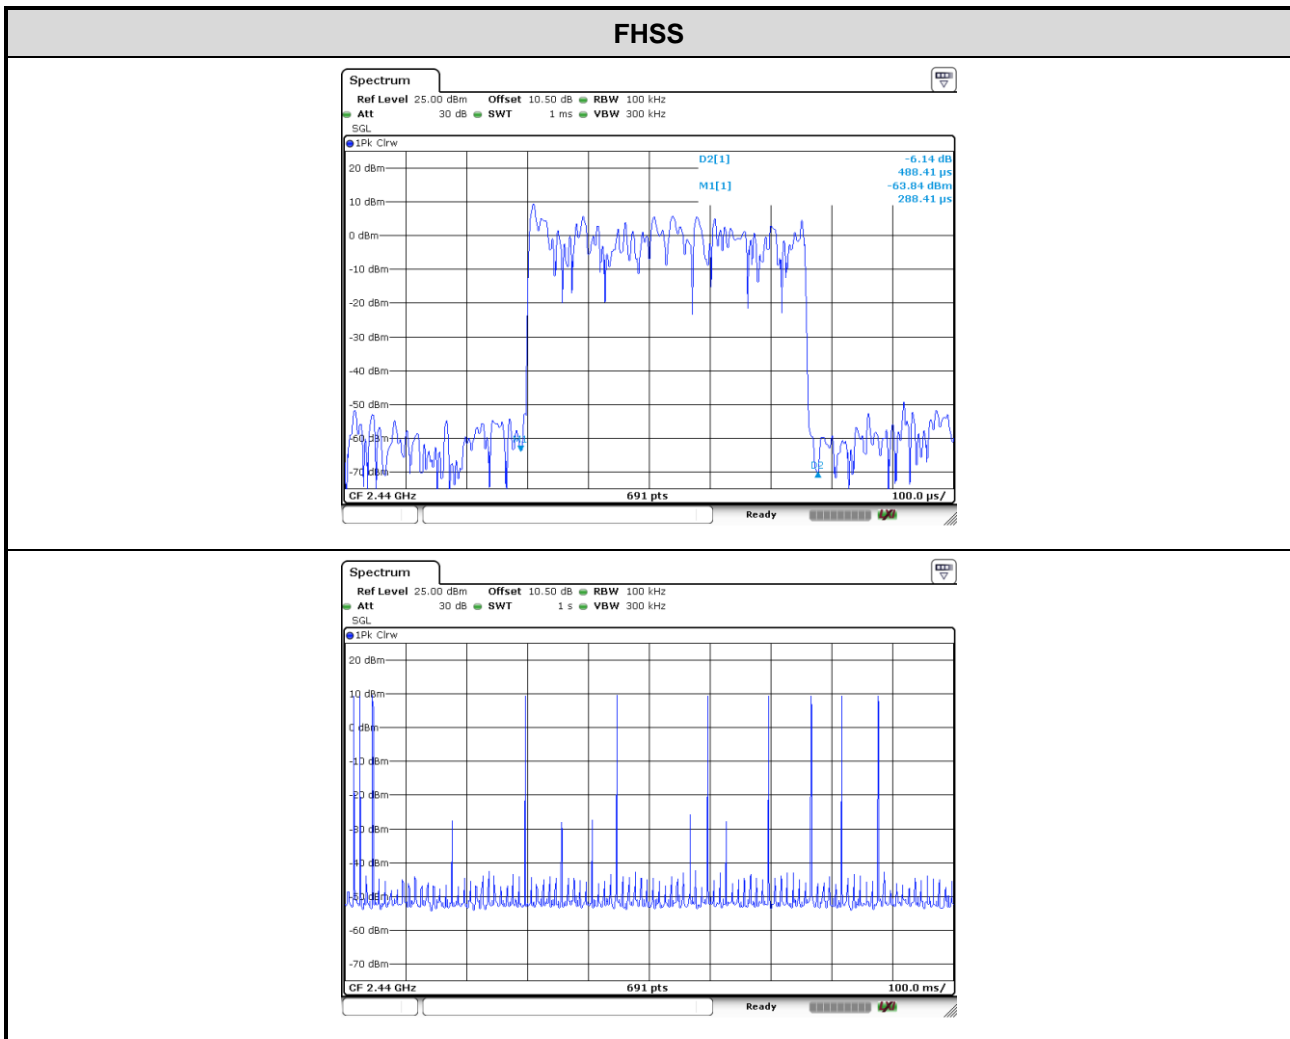 FHSS
Spectrum
Ref Level 25.00 dBm Offset 10.50 dB RBW 100 kHz
Att 30 dB SWT 1 ms VBW 300 kHz
SGL
1Pk Clrw
D2[1] -6.14 dB
488.41 µs
M1[1] -63.84 dBm
288.41 µs
20 dBm
10 dBm
0 dBm
-10 dBm
-20 dBm
-30 dBm
-40 dBm
-50 dBm
-60 dBm
D2
-70 dBm
CF 2.44 GHz 691 pts 100.0 µs/
Ready
Spectrum
Ref Level 25.00 dBm Offset 10.50 dB RBW 100 kHz
Att 30 dB SWT 1 s VBW 300 kHz
SGL
1Pk Clrw
20 dBm
10 dBm
0 dBm
-10 dBm
-20 dBm
-30 dBm
-40 dBm
-50 dBm
-60 dBm
-70 dBm
CF 2.44 GHz 691 pts 100.0 ms/
Ready